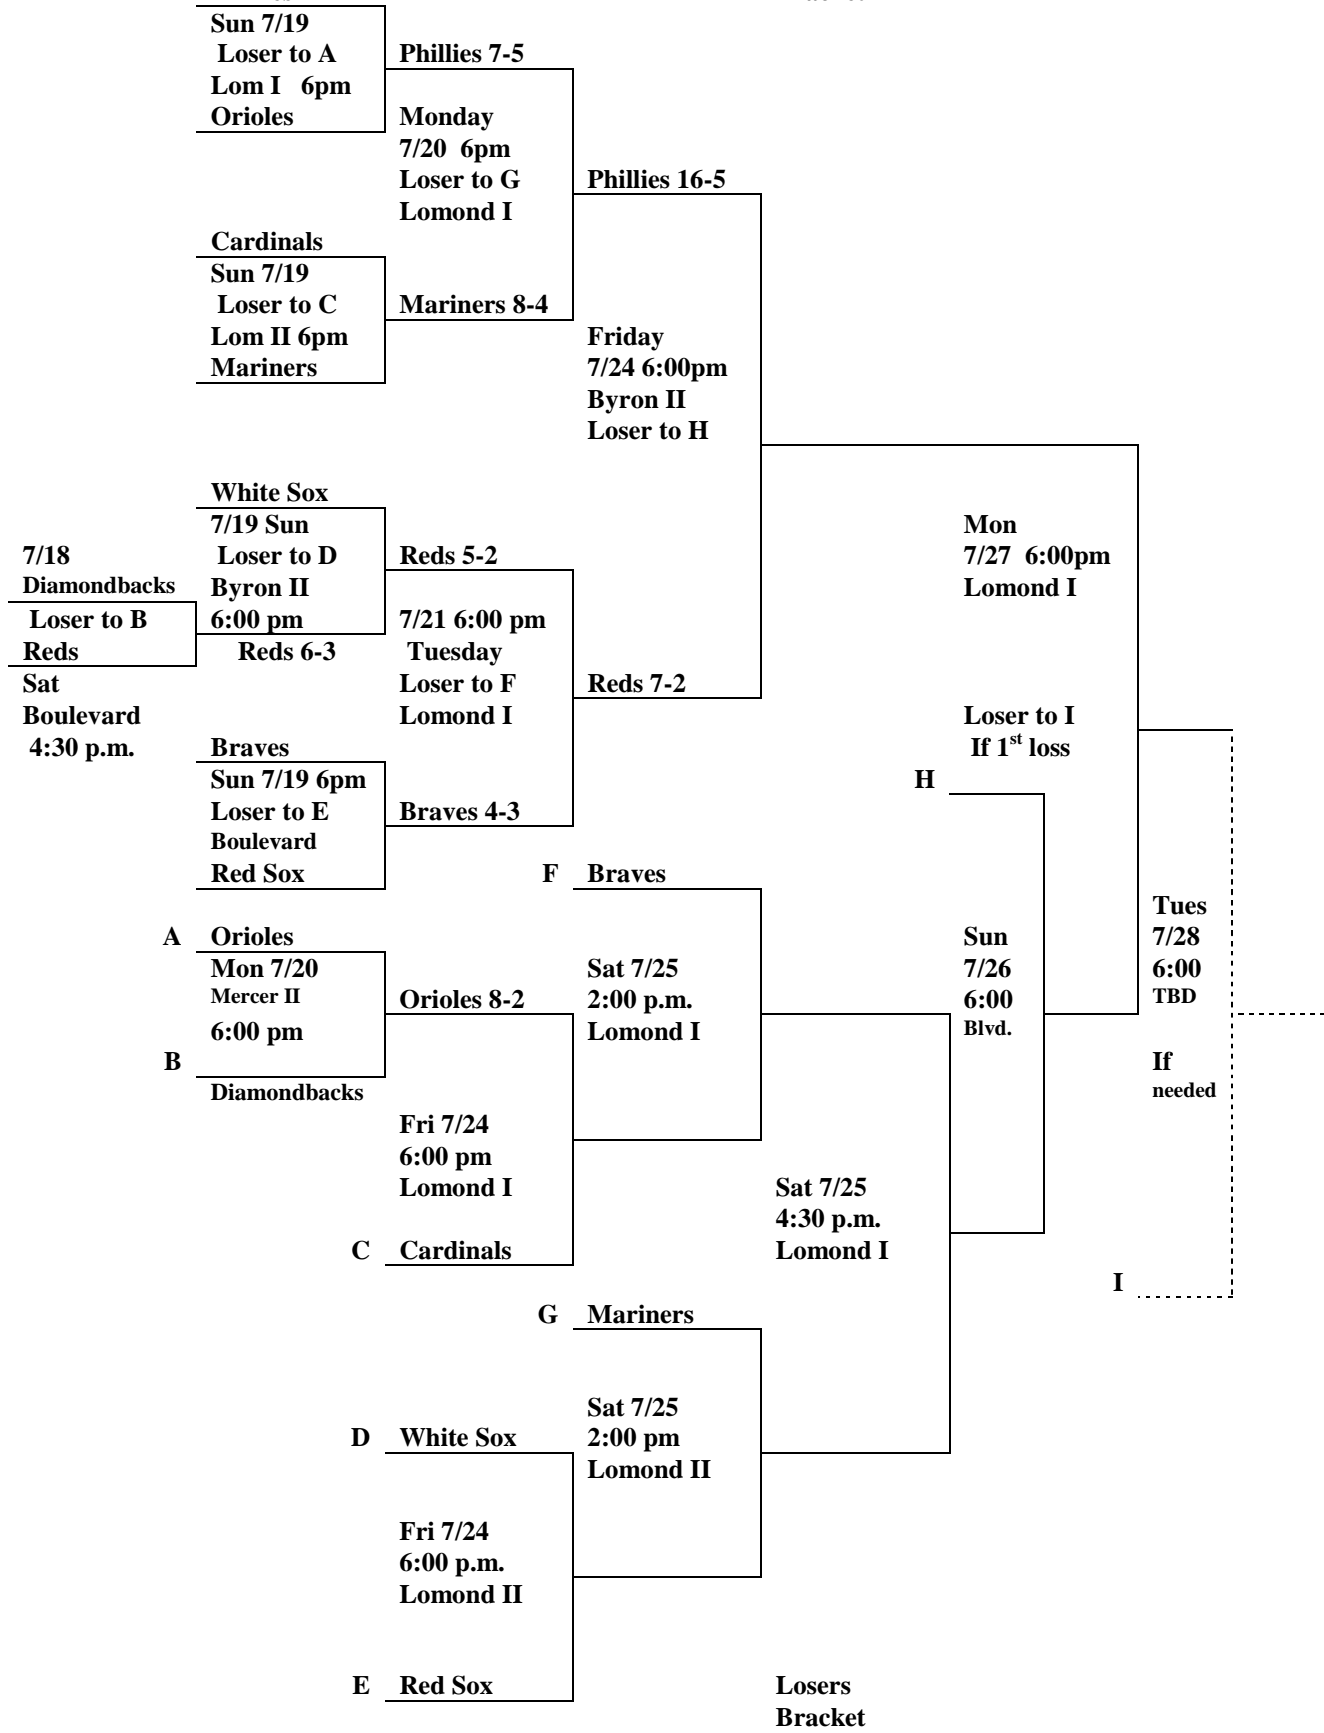 Sun 7/19
Loser to A
Lom I 6pm
Orioles
Phillies 7-5
Monday
7/20 6pm
Loser to G
Lomond I
Phillies 16-5
Cardinals
Sun 7/19
Loser to C
Lom II 6pm
Mariners
Mariners 8-4
Friday
7/24 6:00pm
Byron II
Loser to H
White Sox
7/19 Sun
Loser to D
Byron II
6:00 pm
Reds 6-3
7/18
Diamondbacks
Loser to B
Reds
Sat
Boulevard
4:30 p.m.
Reds 5-2
7/21 6:00 pm
Tuesday
Loser to F
Lomond I
Reds 7-2
Mon
7/27 6:00pm
Lomond I
Loser to I
If 1st loss
Braves
Sun 7/19 6pm
Loser to E
Boulevard
Red Sox
Braves 4-3
H
F Braves
A Orioles
Mon 7/20
Mercer II
6:00 pm
B
Diamondbacks
Orioles 8-2
Sat 7/25
2:00 p.m.
Lomond I
Sun
7/26
6:00
Blvd.
Tues
7/28
6:00
TBD
If
needed
Fri 7/24
6:00 pm
Lomond I
C Cardinals
Sat 7/25
4:30 p.m.
Lomond I
I
G Mariners
D White Sox
Sat 7/25
2:00 pm
Lomond II
Fri 7/24
6:00 p.m.
Lomond II
E Red Sox
Losers
Bracket